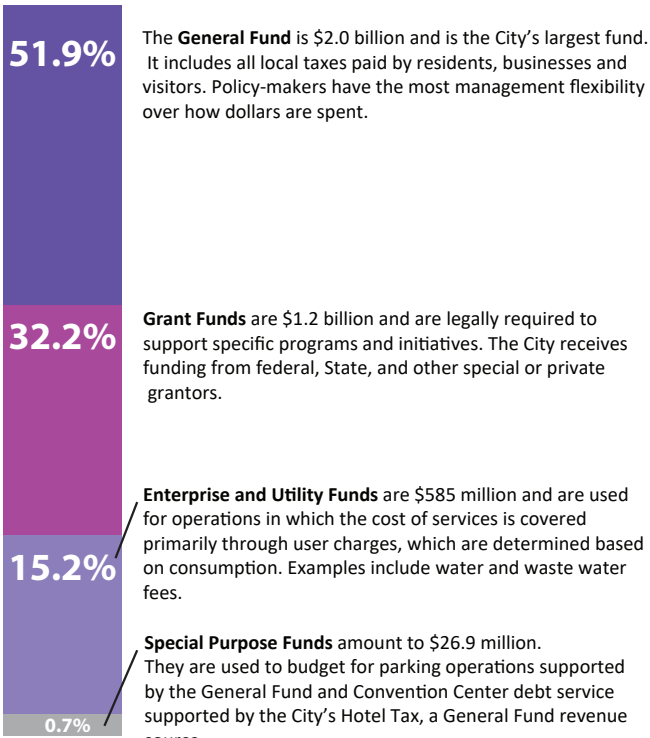 51.9%
The General Fund is $2.0 billion and is the City's largest fund.
It includes all local taxes paid by residents, businesses and
visitors. Policy-makers have the most management flexibility
over how dollars are spent.
32.2%
Grant Funds are $1.2 billion and are legally required to
support specific programs and initiatives. The City receives
funding from federal, State, and other special or private
grantors.
15.2%
Enterprise and Utility Funds are $585 million and are used
for operations in which the cost of services is covered
primarily through user charges, which are determined based
on consumption. Examples include water and waste water
fees.
0.7%
Special Purpose Funds amount to $26.9 million.
They are used to budget for parking operations supported
by the General Fund and Convention Center debt service
supported by the City's Hotel Tax, a General Fund revenue